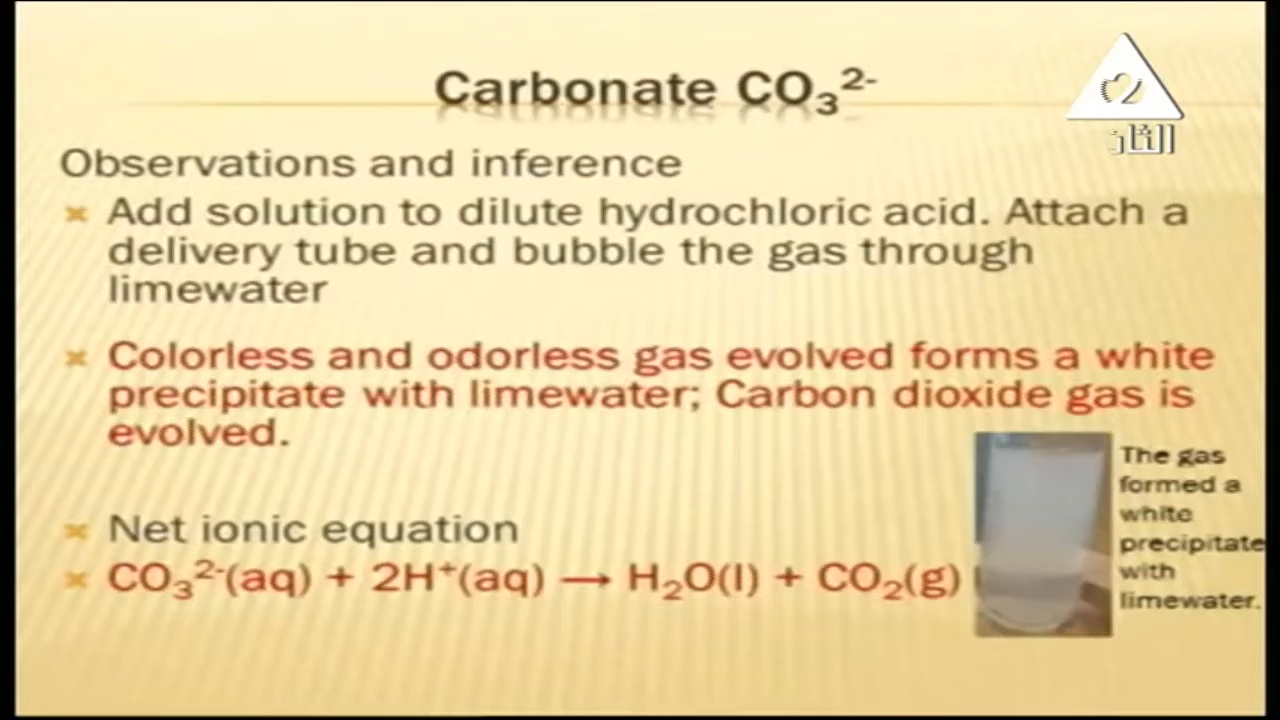 Carbonate CO₃²⁻
2
الثان
Observations and inference
Add solution to dilute hydrochloric acid. Attach a
delivery tube and bubble the gas through
limewater
Colorless and odorless gas evolved forms a white
precipitate with limewater; Carbon dioxide gas is
evolved.
The gas
formed a
white
precipitate
with
limewater.
Net ionic equation
CO₃²⁻(aq) + 2H⁺(aq) → H₂O(l) + CO₂(g)